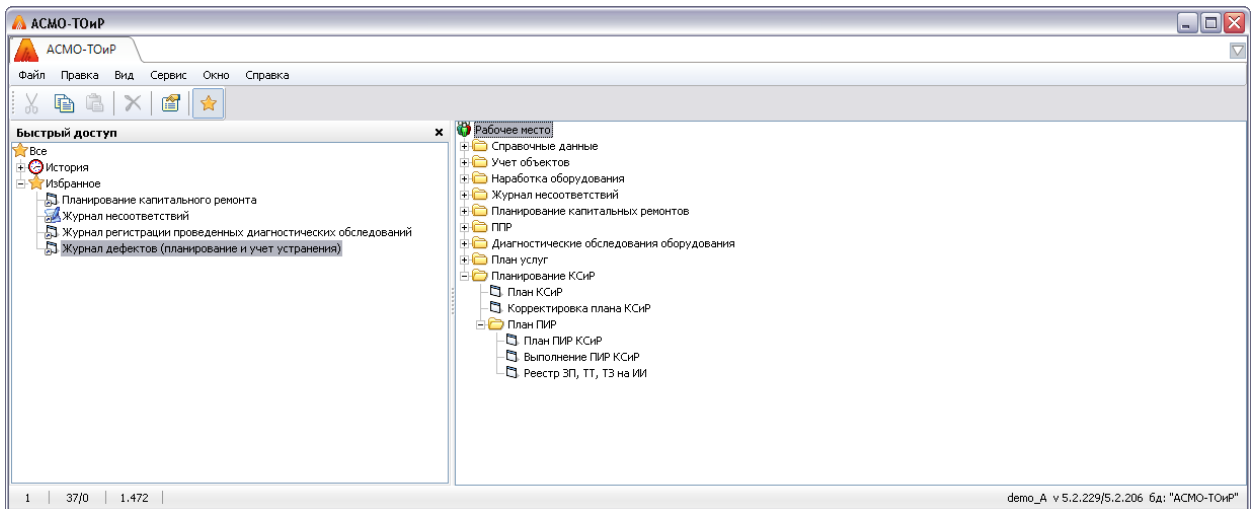 АСМО-ТОиР
АСМО-ТОиР
Файл Правка Вид Сервис Окно Справка
Быстрый доступ
Все
История
Избранное
Планирование капитального ремонта
Журнал несоответствий
Журнал регистрации проведенных диагностических обследований
Журнал дефектов (планирование и учет устранения)
Рабочее место
Справочные данные
Учет объектов
Наработка оборудования
Журнал несоответствий
Планирование капитальных ремонтов
ППР
Диагностические обследования оборудования
План услуг
Планирование КСиР
План КСиР
Корректировка плана КСиР
План ПИР
План ПИР КСиР
Выполнение ПИР КСиР
Реестр ЗП, ТТ, ТЗ на ИИ
1 37/0 1.472 demo_A v 5.2.229/5.2.206 бд: "АСМО-ТОиР"